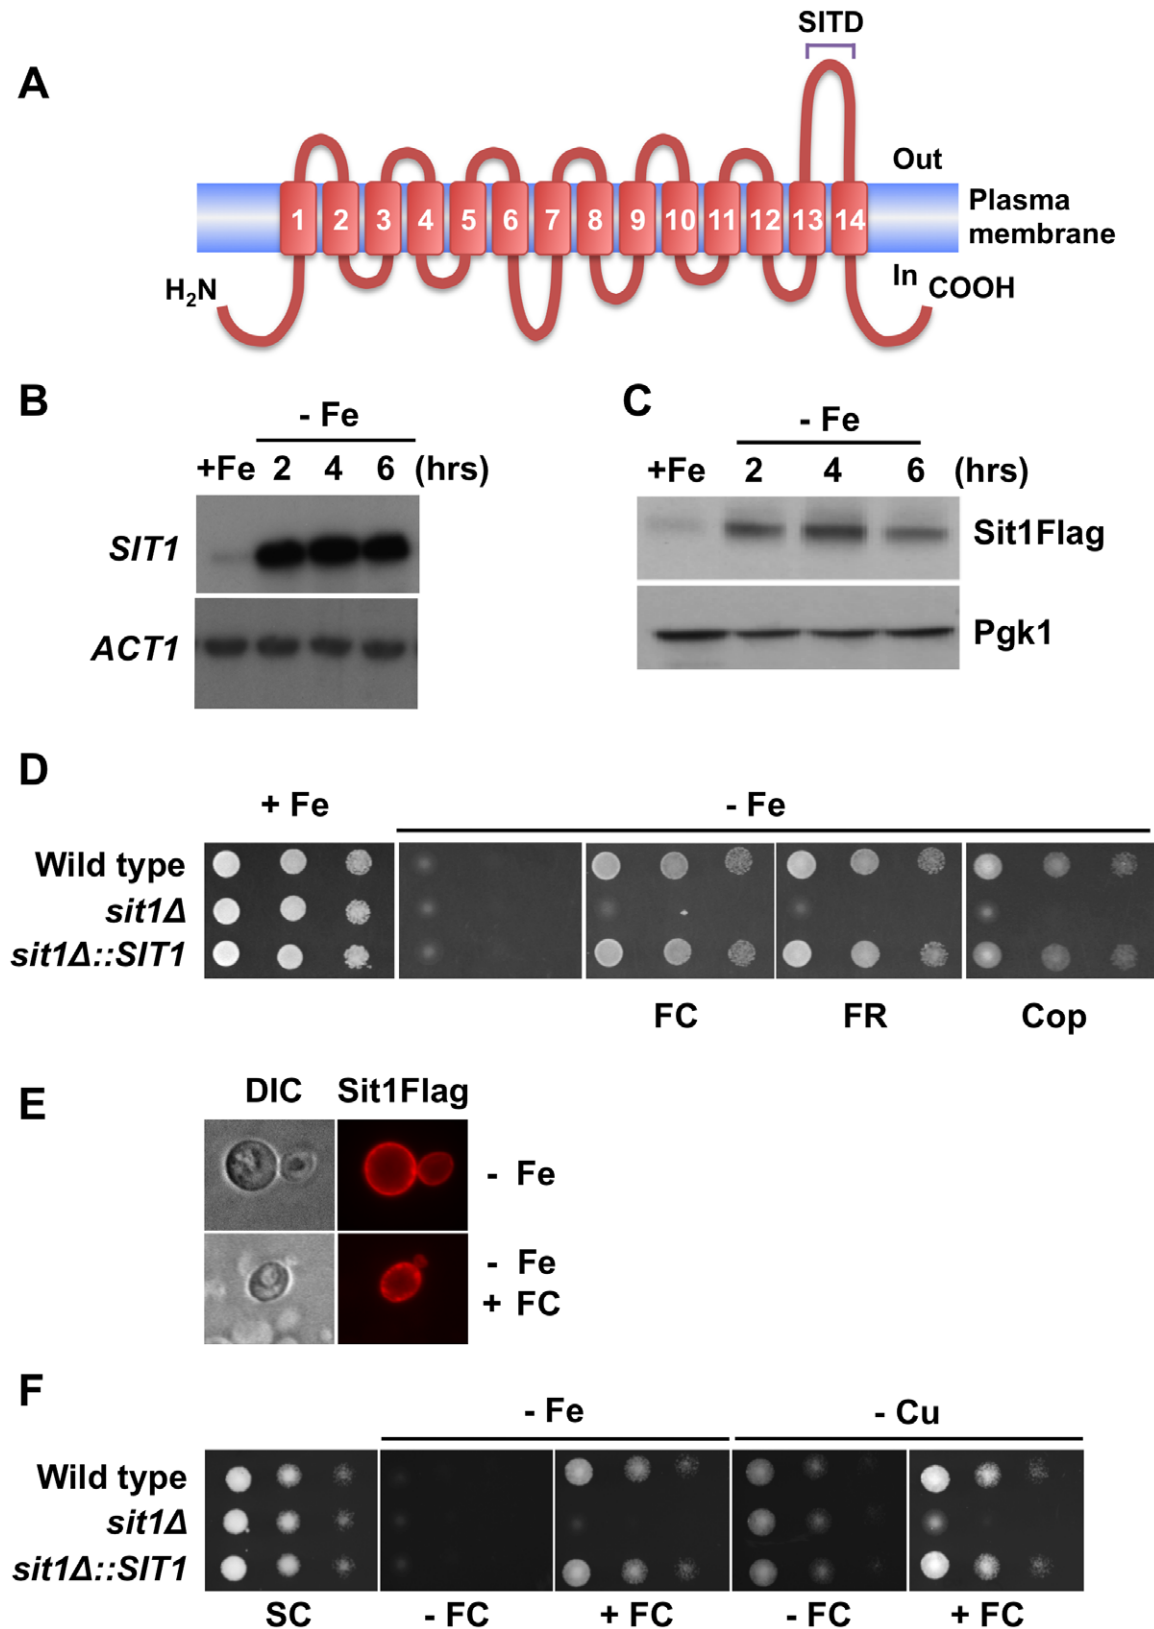 A
SITD
1 2 3 4 5 6 7 8 9 10 11 12 13 14
Out
Plasma
membrane
In
H2N
COOH
B
- Fe
+Fe 2 4 6 (hrs)
SIT1
ACT1
C
- Fe
+Fe 2 4 6 (hrs)
Sit1Flag
Pgk1
D
+ Fe - Fe
Wild type
sit1Δ
sit1Δ::SIT1
FC FR Cop
E
DIC Sit1Flag
- Fe
- Fe
+ FC
F
- Fe - Cu
Wild type
sit1Δ
sit1Δ::SIT1
SC - FC + FC - FC + FC